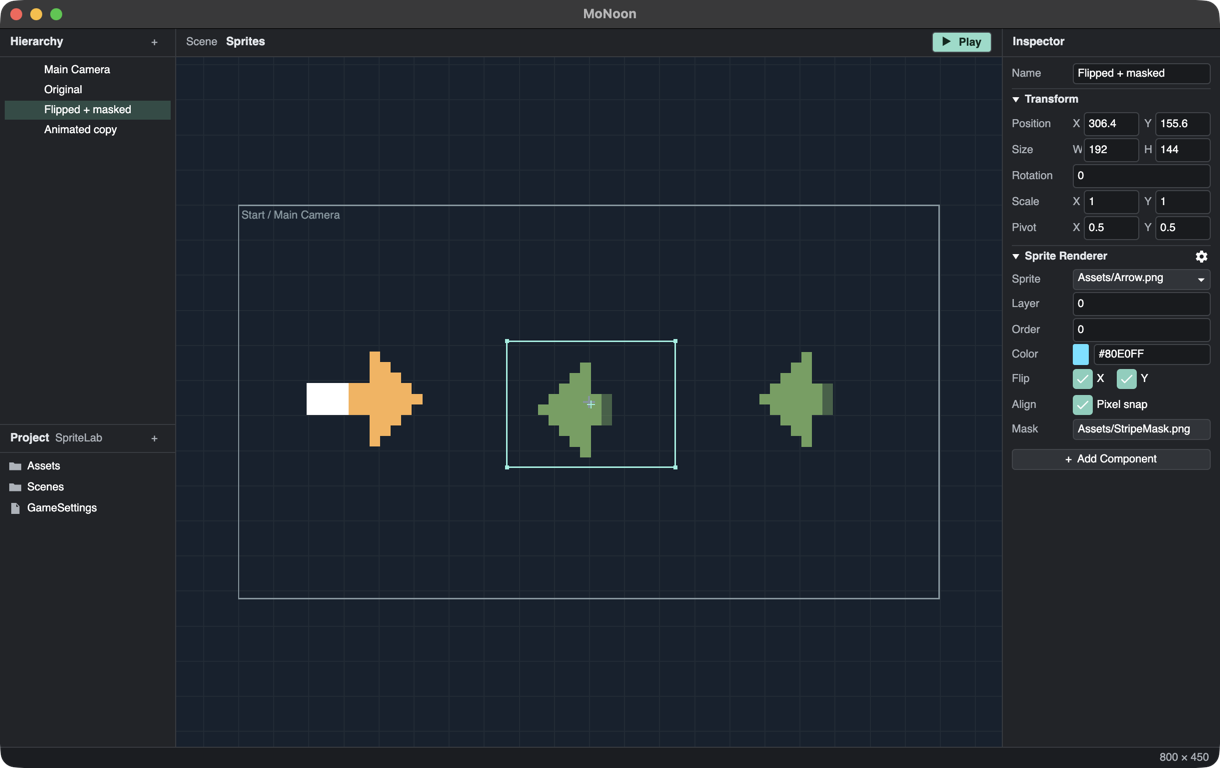 MoNoon
Hierarchy +
Main Camera
Original
Flipped + masked
Animated copy
Project SpriteLab +
Assets
Scenes
GameSettings
Scene Sprites
Play
Start / Main Camera
Inspector
Name Flipped + masked
Transform
Position X 306.4 Y 155.6
Size W 192 H 144
Rotation 0
Scale X 1 Y 1
Pivot X 0.5 Y 0.5
Sprite Renderer
Sprite Assets/Arrow.png
Layer 0
Order 0
Color #80E0FF
Flip X Y
Align Pixel snap
Mask Assets/StripeMask.png
+ Add Component
800 × 450